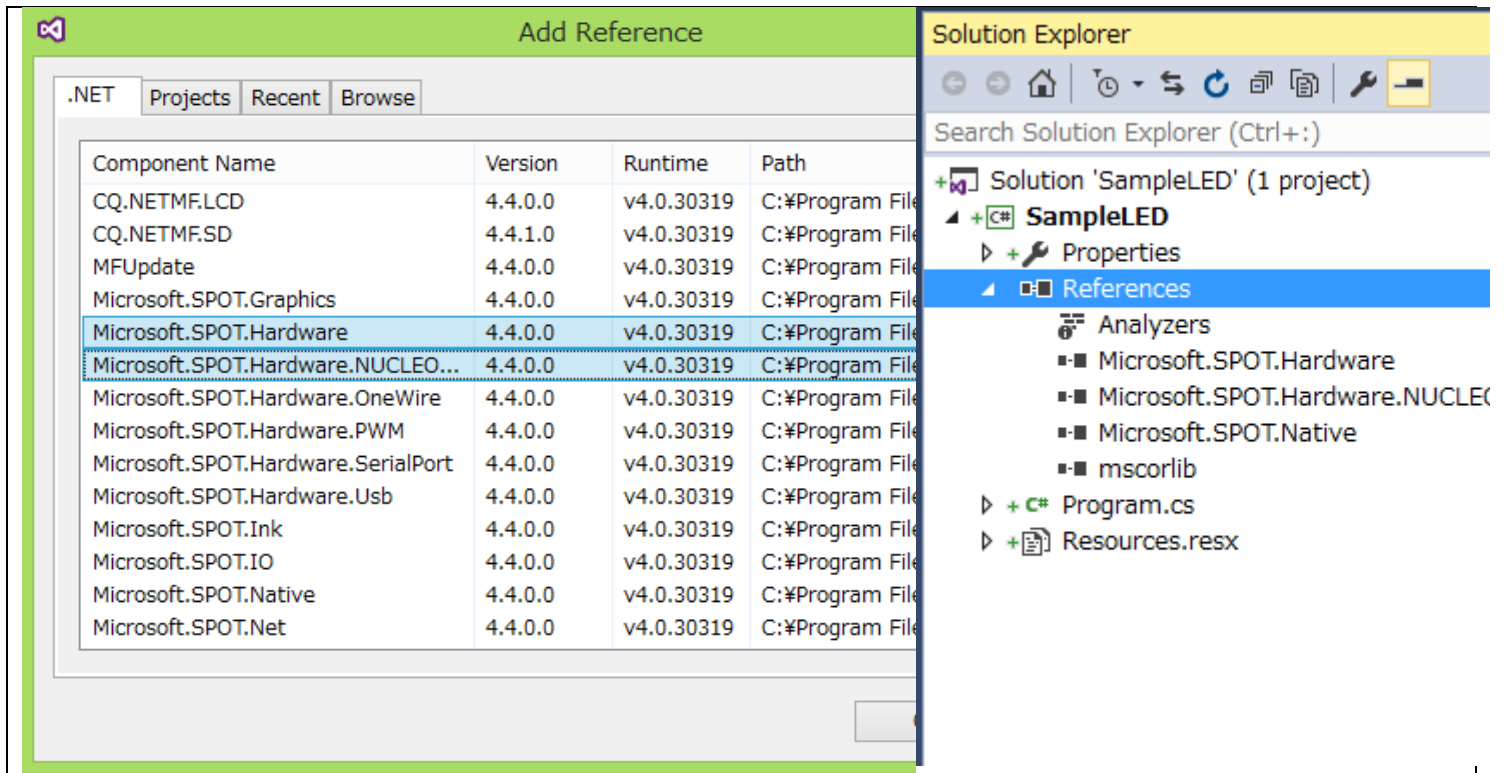 Add Reference
.NET Projects Recent Browse
Component Name Version Runtime Path
CQ.NETMF.LCD 4.4.0.0 v4.0.30319 C:¥Program File
CQ.NETMF.SD 4.4.1.0 v4.0.30319 C:¥Program File
MFUpdate 4.4.0.0 v4.0.30319 C:¥Program File
Microsoft.SPOT.Graphics 4.4.0.0 v4.0.30319 C:¥Program File
Microsoft.SPOT.Hardware 4.4.0.0 v4.0.30319 C:¥Program File
Microsoft.SPOT.Hardware.NUCLEO... 4.4.0.0 v4.0.30319 C:¥Program File
Microsoft.SPOT.Hardware.OneWire 4.4.0.0 v4.0.30319 C:¥Program File
Microsoft.SPOT.Hardware.PWM 4.4.0.0 v4.0.30319 C:¥Program File
Microsoft.SPOT.Hardware.SerialPort 4.4.0.0 v4.0.30319 C:¥Program File
Microsoft.SPOT.Hardware.Usb 4.4.0.0 v4.0.30319 C:¥Program File
Microsoft.SPOT.Ink 4.4.0.0 v4.0.30319 C:¥Program File
Microsoft.SPOT.IO 4.4.0.0 v4.0.30319 C:¥Program File
Microsoft.SPOT.Native 4.4.0.0 v4.0.30319 C:¥Program File
Microsoft.SPOT.Net 4.4.0.0 v4.0.30319 C:¥Program File
Solution Explorer
Search Solution Explorer (Ctrl+:)
Solution 'SampleLED' (1 project)
C# SampleLED
Properties
References
Analyzers
Microsoft.SPOT.Hardware
Microsoft.SPOT.Hardware.NUCLEO
Microsoft.SPOT.Native
mscorlib
C# Program.cs
Resources.resx